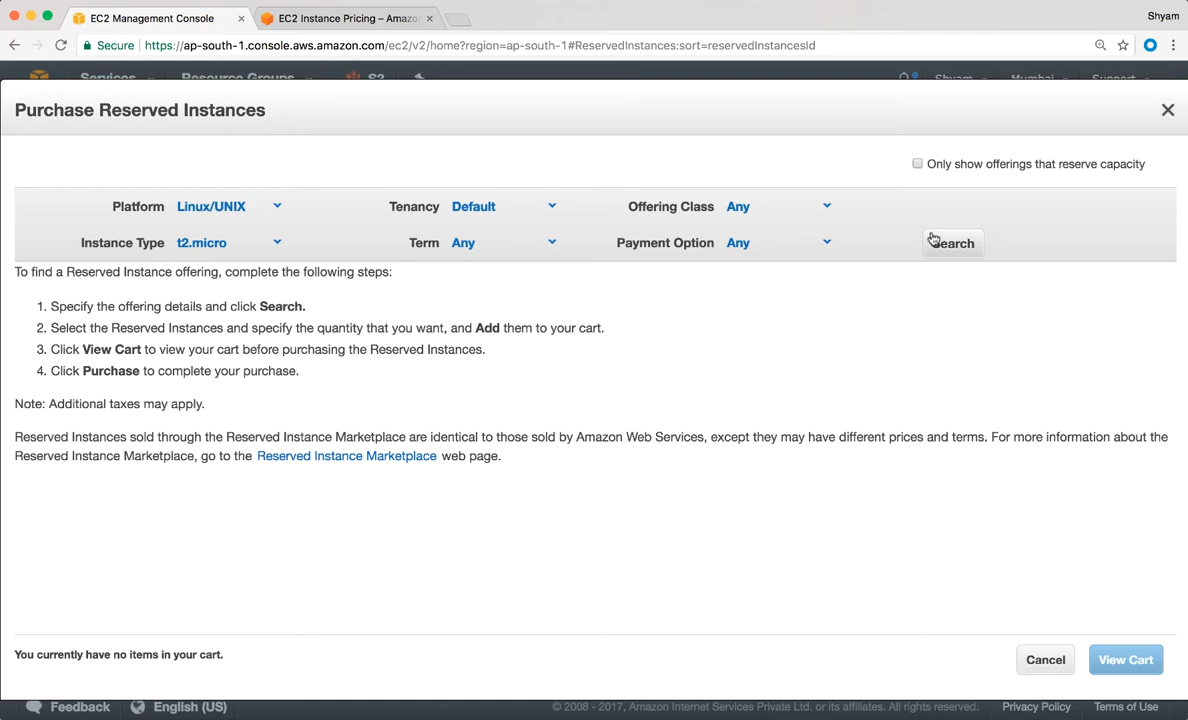 EC2 Management Console
EC2 Instance Pricing – Amazo
Shyam
Secure
https://ap-south-1.console.aws.amazon.com/ec2/v2/home?region=ap-south-1#ReservedInstances:sort=reservedInstancesId
Services Resource Groups S3 Shyam Mumbai Support
Purchase Reserved Instances
Only show offerings that reserve capacity
Platform Linux/UNIX Tenancy Default Offering Class Any
Instance Type t2.micro Term Any Payment Option Any Search
To find a Reserved Instance offering, complete the following steps:
1. Specify the offering details and click Search.
2. Select the Reserved Instances and specify the quantity that you want, and Add them to your cart.
3. Click View Cart to view your cart before purchasing the Reserved Instances.
4. Click Purchase to complete your purchase.
Note: Additional taxes may apply.
Reserved Instances sold through the Reserved Instance Marketplace are identical to those sold by Amazon Web Services, except they may have different prices and terms. For more information about the
Reserved Instance Marketplace, go to the Reserved Instance Marketplace web page.
You currently have no items in your cart.
Cancel
View Cart
Feedback English (US) © 2008 - 2017, Amazon Internet Services Private Ltd. or its affiliates. All rights reserved. Privacy Policy Terms of Use